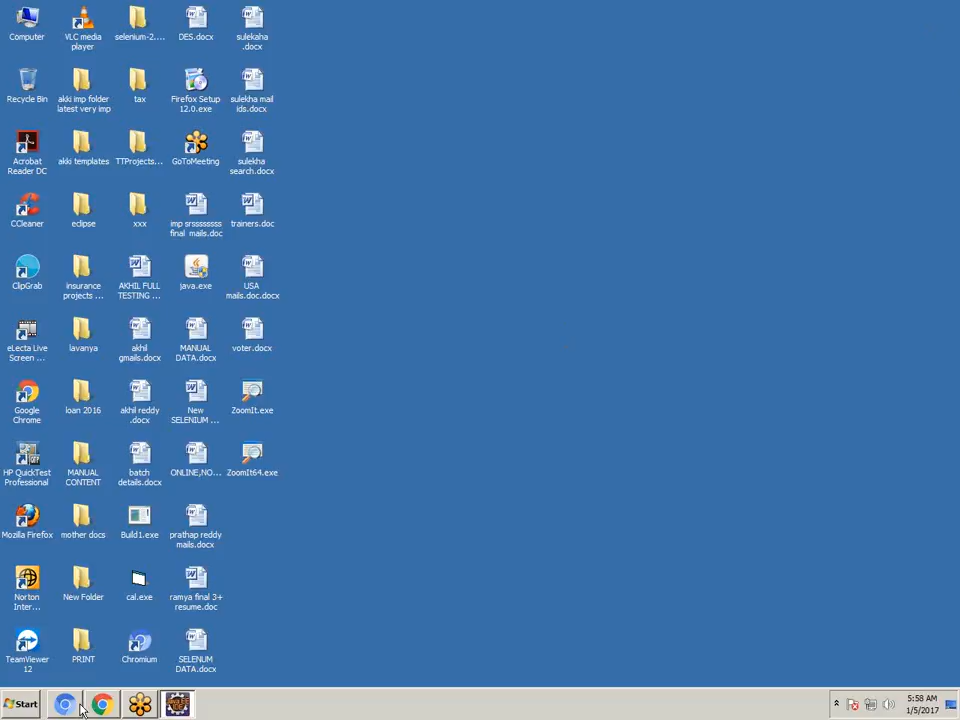 Computer
VLC media
player
selenium-2....
DES.docx
sulekaha
.docx
Recycle Bin
akki imp folder
latest very imp
tax
Firefox Setup
12.0.exe
sulekha mail
ids.docx
Acrobat
Reader DC
akki templates
TTProjects...
GoToMeeting
sulekha
search.docx
CCleaner
eclipse
xxx
imp srssssssss
final mails.doc
trainers.doc
ClipGrab
insurance
projects ...
AKHIL FULL
TESTING ...
java.exe
USA
mails.doc.docx
eLecta Live
Screen ...
lavanya
akhil
gmails.docx
MANUAL
DATA.docx
voter.docx
Google
Chrome
loan 2016
akhil reddy
.docx
New
SELENIUM ...
ZoomIt.exe
HP QuickTest
Professional
MANUAL
CONTENT
batch
details.docx
ONLINE,NO...
ZoomIt64.exe
Mozilla Firefox
mother docs
Build1.exe
prathap reddy
mails.docx
Norton
Inter...
New Folder
cal.exe
ramya final 3+
resume.doc
TeamViewer
12
PRINT
Chromium
SELENUM
DATA.docx
Start
5:58 AM
1/5/2017